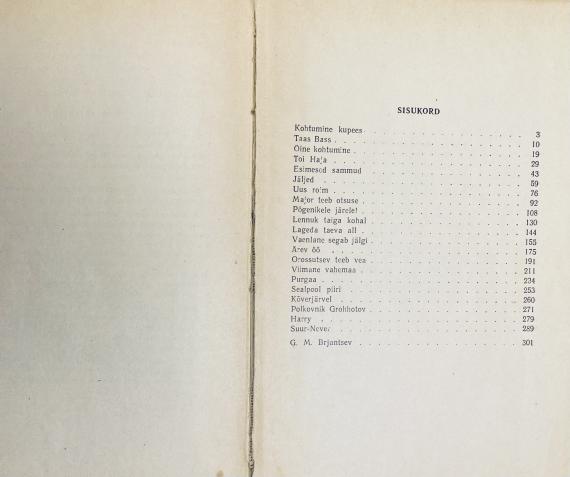 SISUKORD
Kohtumine kupees . . . . . . . . . . . . . . 3
Taas Bass . . . . . . . . . . . . . . 10
Öine kohtumine . . . . . . . . . . . . . . 19
Toi Haja . . . . . . . . . . . . . . 29
Esimesed sammud . . . . . . . . . . . . . . 43
Jäljed . . . . . . . . . . . . . . 59
Uus roim . . . . . . . . . . . . . . 76
Major teeb otsuse . . . . . . . . . . . . . . 92
Põgenikele järele! . . . . . . . . . . . . . . 108
Lennuk taiga kohal . . . . . . . . . . . . . . 130
Lageda taeva all . . . . . . . . . . . . . . 144
Vaenlane segab jälgi . . . . . . . . . . . . . . 155
Ärev öö . . . . . . . . . . . . . . 175
Orossutsev teeb vea . . . . . . . . . . . . . . 191
Viimane vahemaa . . . . . . . . . . . . . . 211
Purgaa . . . . . . . . . . . . . . 234
Sealpool piiri . . . . . . . . . . . . . . 253
Kõverjärvel . . . . . . . . . . . . . . 260
Polkovnik Grohhotov . . . . . . . . . . . . . . 271
Harry . . . . . . . . . . . . . . 279
Suur-Never . . . . . . . . . . . . . . 289
G. M. Brjantsev . . . . . . . . . . . . . . 301